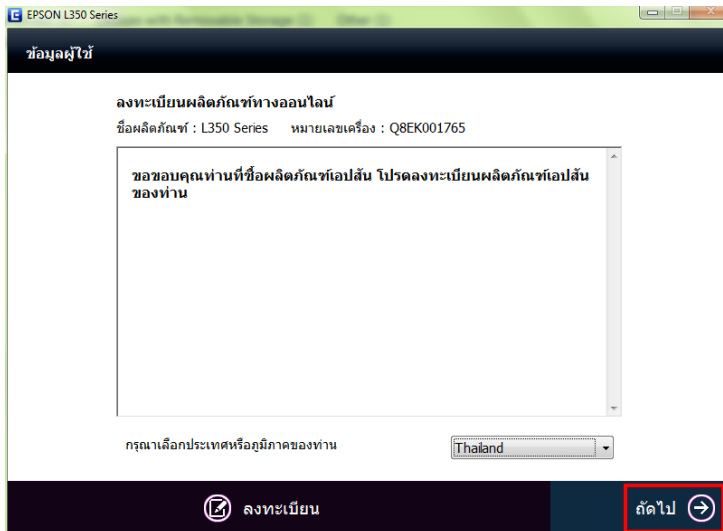 EPSON L350 Series
ข้อมูลผู้ใช้
ลงทะเบียนผลิตภัณฑ์ทางออนไลน์
ชื่อผลิตภัณฑ์ : L350 Series หมายเลขเครื่อง : Q8EK001765
ขอขอบคุณท่านที่ซื้อผลิตภัณฑ์เอปสัน โปรดลงทะเบียนผลิตภัณฑ์เอปสัน
ของท่าน
กรุณาเลือกประเทศหรือภูมิภาคของท่าน Thailand
ลงทะเบียน ถัดไป